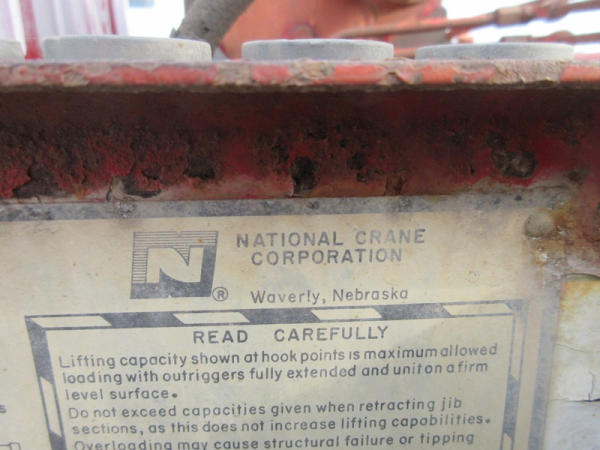 N®
NATIONAL CRANE
CORPORATION
Waverly, Nebraska
READ CAREFULLY
Lifting capacity shown at hook points is maximum allowed
loading with outriggers fully extended and unit on a firm
level surface.
Do not exceed capacities given when retracting jib
sections, as this does not increase lifting capabilities.
Overloading may cause structural failure or tipping